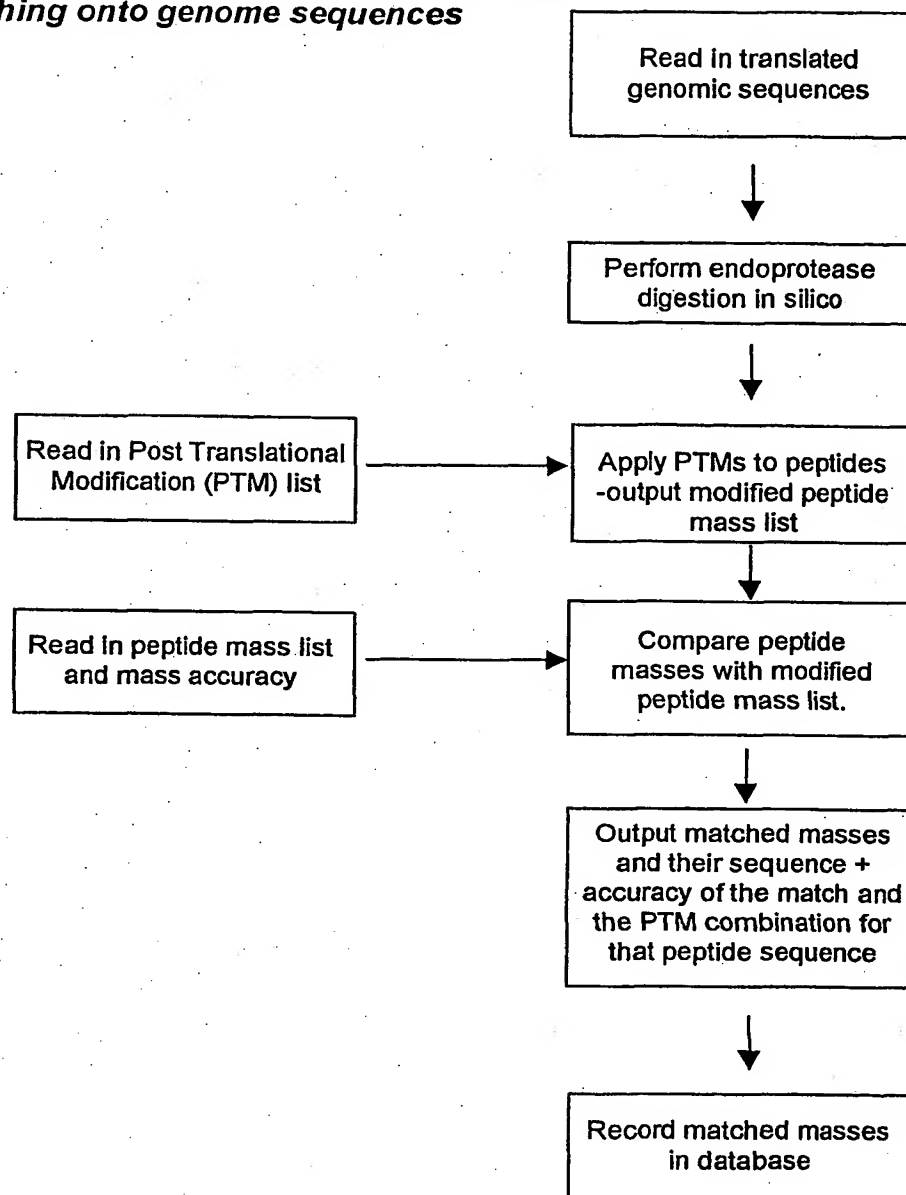 onto genome sequences
Read in translated
genomic sequences
Perform endoprotease
digestion in silico
Read in Post Translational
Modification (PTM) list
Apply PTMs to peptides
-output modified peptide
mass list
Read in peptide mass list
and mass accuracy
Compare peptide
masses with modified
peptide mass list.
Output matched masses
and their sequence +
accuracy of the match and
the PTM combination for
that peptide sequence
Record matched masses
in database